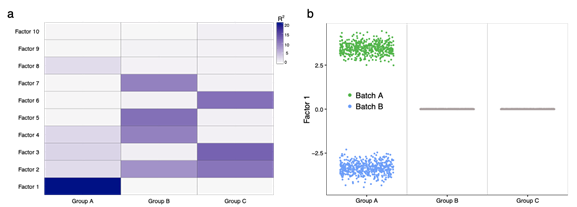 a
R²
20
15
10
5
0
Factor 10
Factor 9
Factor 8
Factor 7
Factor 6
Factor 5
Factor 4
Factor 3
Factor 2
Factor 1
Group A Group B Group C
b
Factor 1
2.5
0.0
−2.5
Batch A
Batch B
Group A Group B Group C